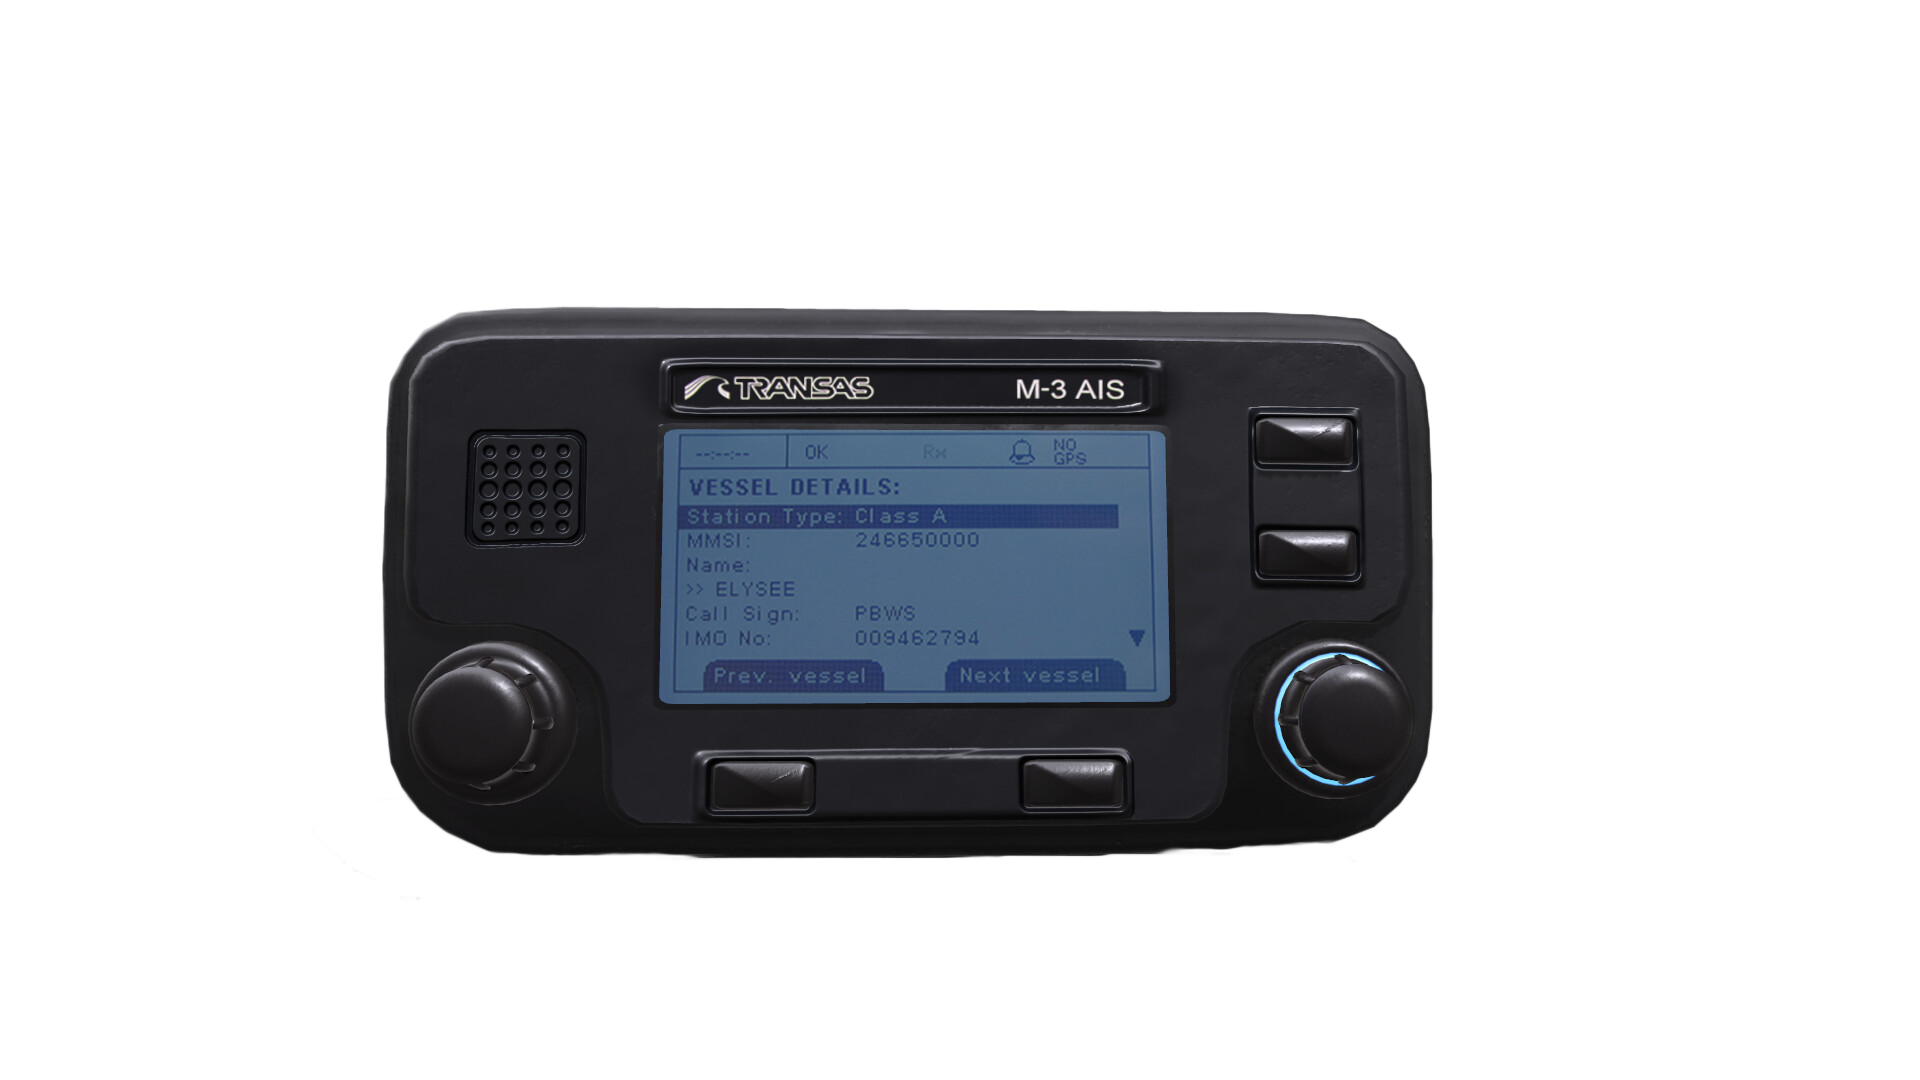 TRANSAS M-3 AIS
--:--:-- OK Rx NO GPS
VESSEL DETAILS:
Station Type: Class A
MMSI: 246650000
Name:
>> ELYSEE
Call Sign: PBWS
IMO No: 009462794
Prev. vessel Next vessel